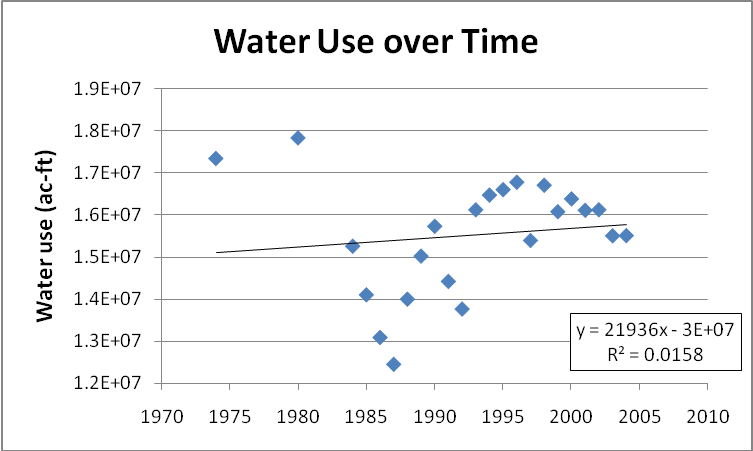 Water Use over Time
Water use (ac-ft)
1.9E+07
1.8E+07
1.7E+07
1.6E+07
1.5E+07
1.4E+07
1.3E+07
1.2E+07
y = 21936x - 3E+07
R² = 0.0158
1970 1975 1980 1985 1990 1995 2000 2005 2010